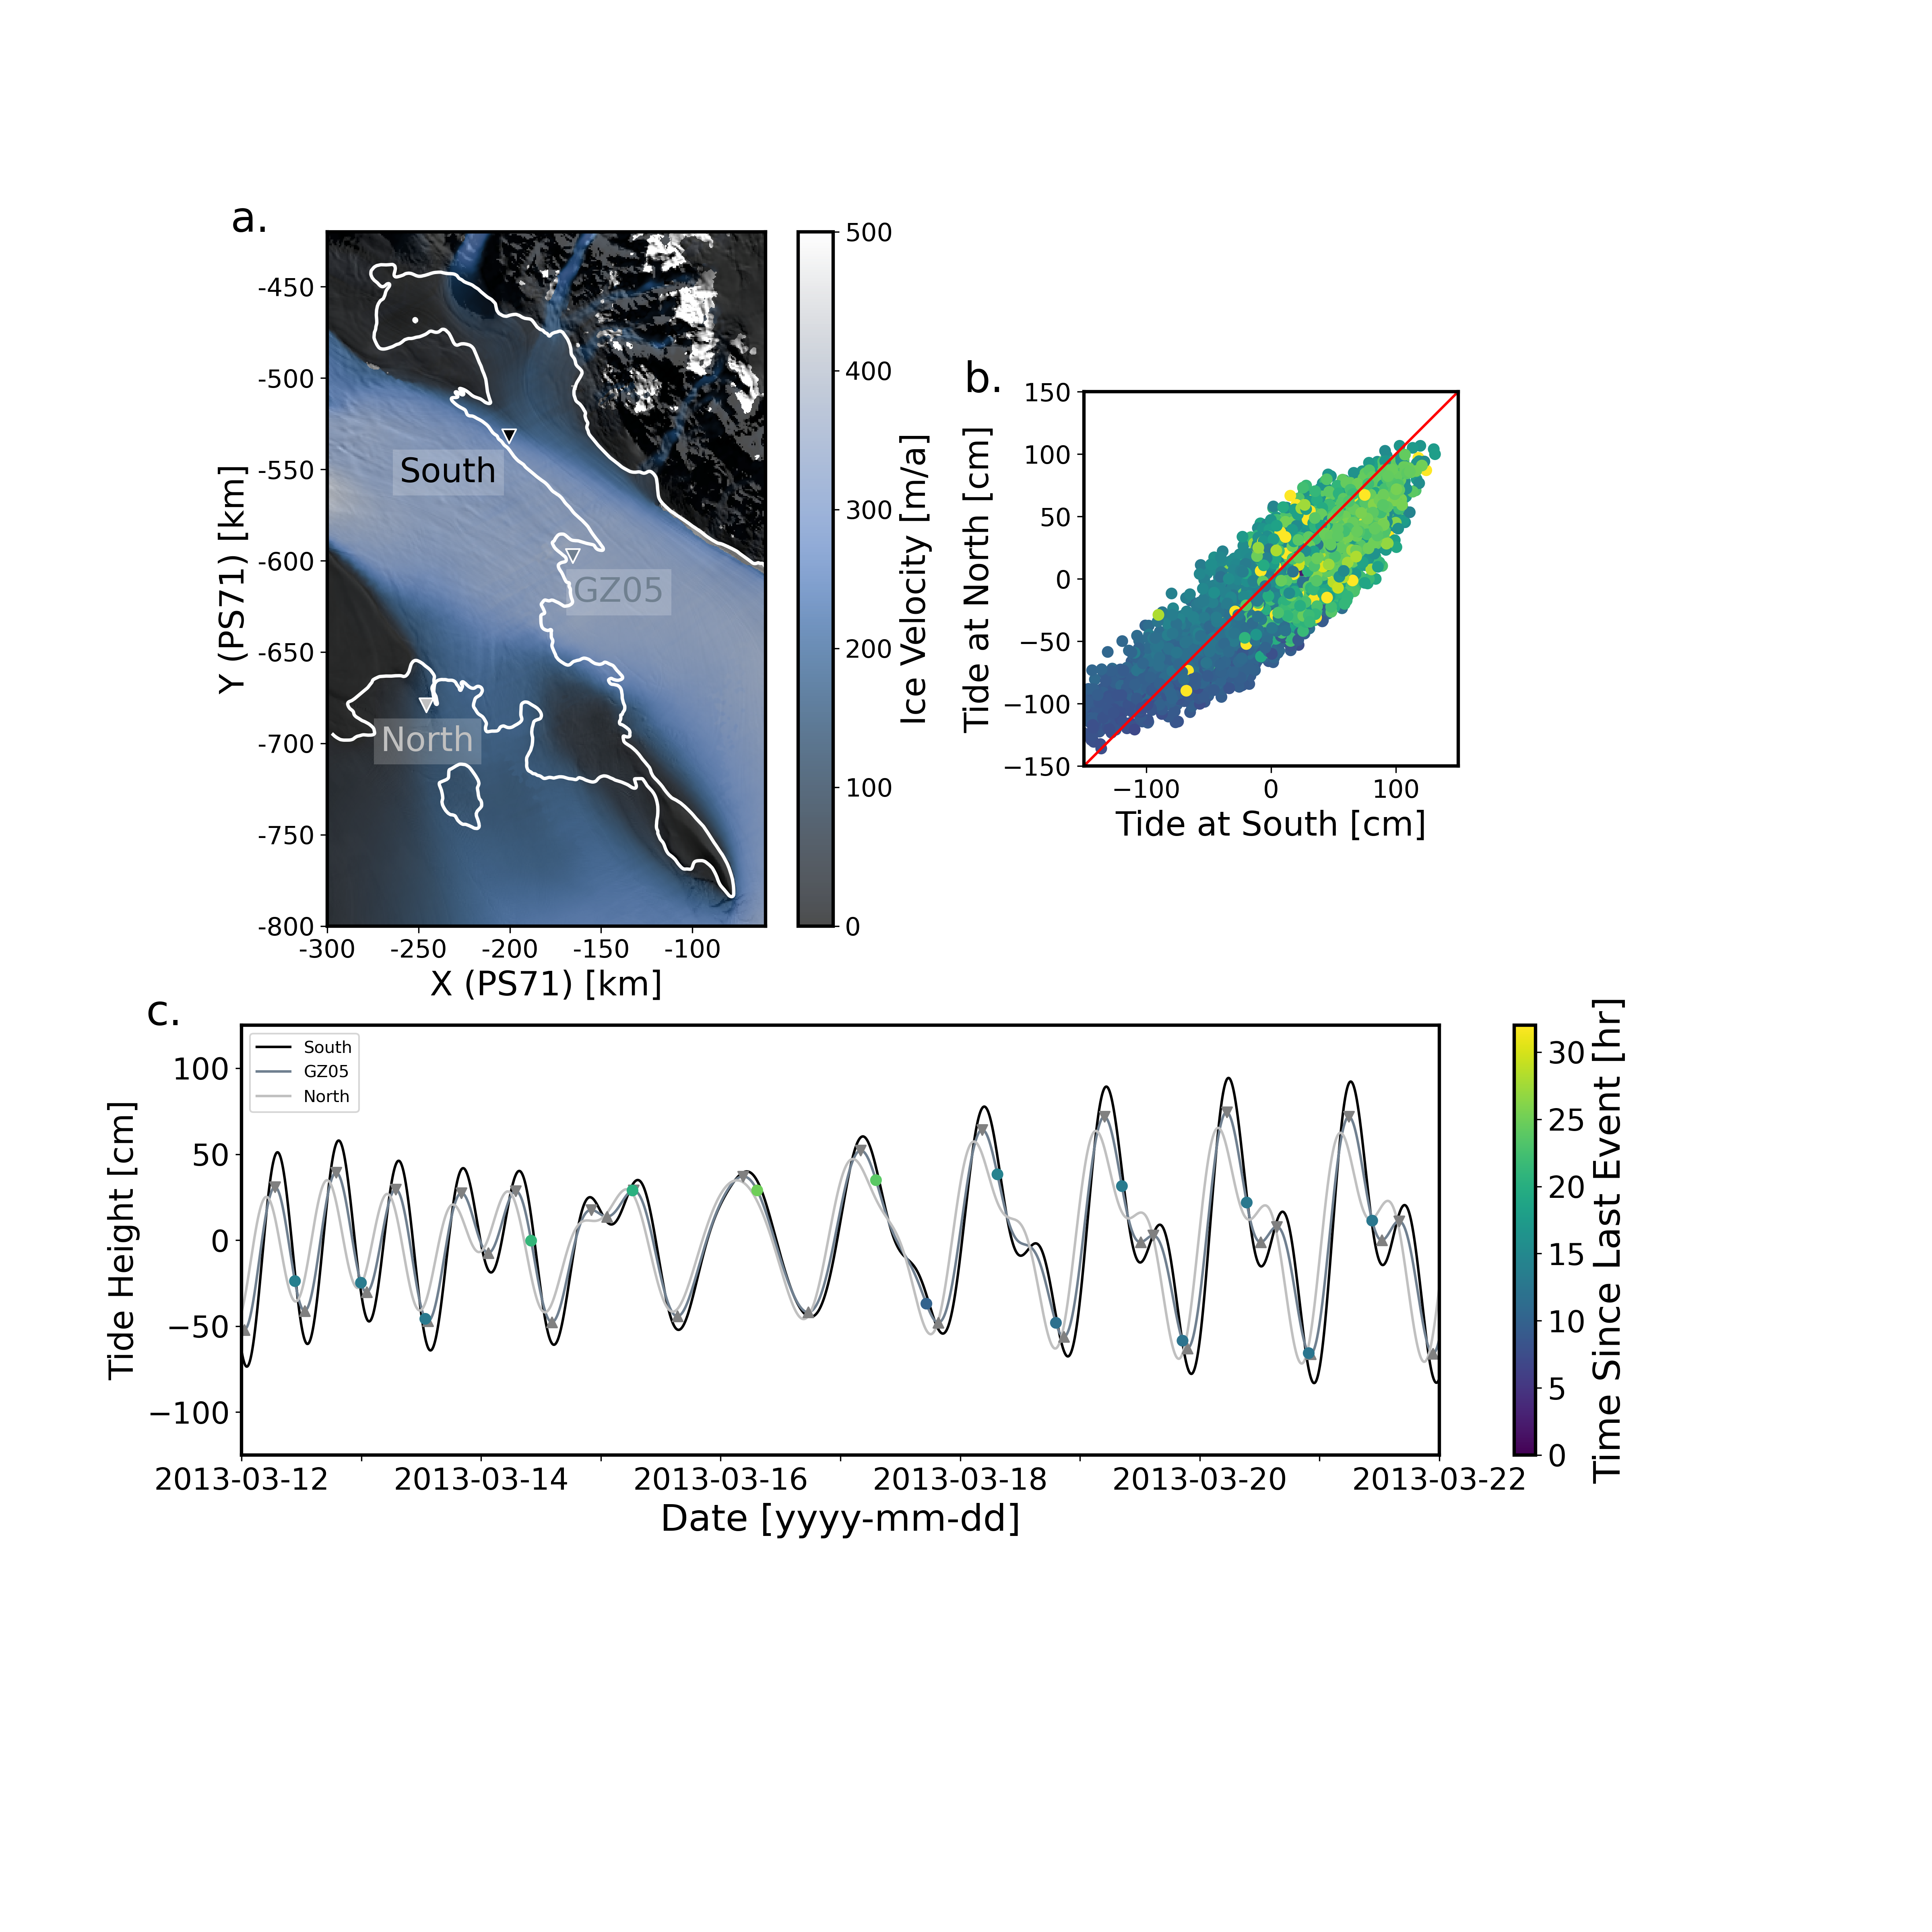 a.
-450
-500
-550
-600
-650
-700
-750
-800
Y (PS71) [km]
-300
-250
-200
-150
-100
X (PS71) [km]
South
GZ05
North
500
400
300
200
100
0
Ice Velocity [m/a]
b.
150
100
50
0
−50
−100
−150
Tide at North [cm]
−100
0
100
Tide at South [cm]
c.
South
GZ05
North
100
50
0
−50
−100
Tide Height [cm]
2013-03-12
2013-03-14
2013-03-16
2013-03-18
2013-03-20
2013-03-22
Date [yyyy-mm-dd]
30
25
20
15
10
5
0
Time Since Last Event [hr]